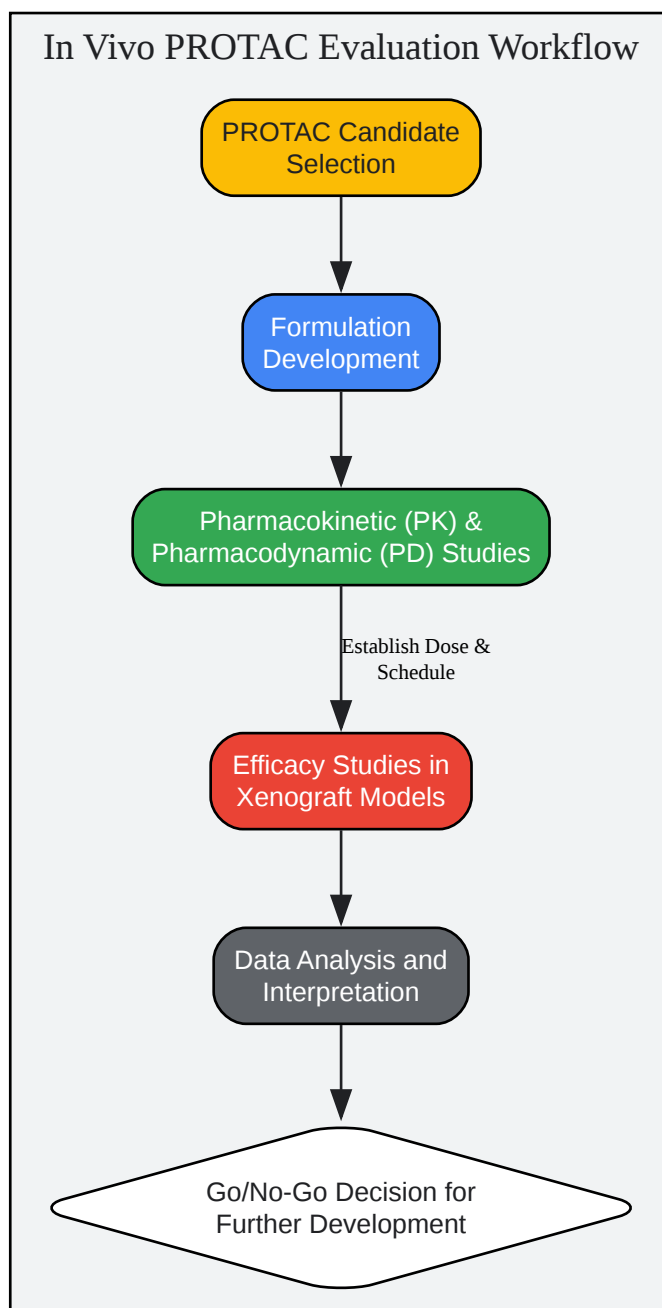 In Vivo PROTAC Evaluation Workflow
PROTAC Candidate
Selection
Formulation
Development
Pharmacokinetic (PK) &
Pharmacodynamic (PD) Studies
Establish Dose &
Schedule
Efficacy Studies in
Xenograft Models
Data Analysis and
Interpretation
Go/No-Go Decision for
Further Development